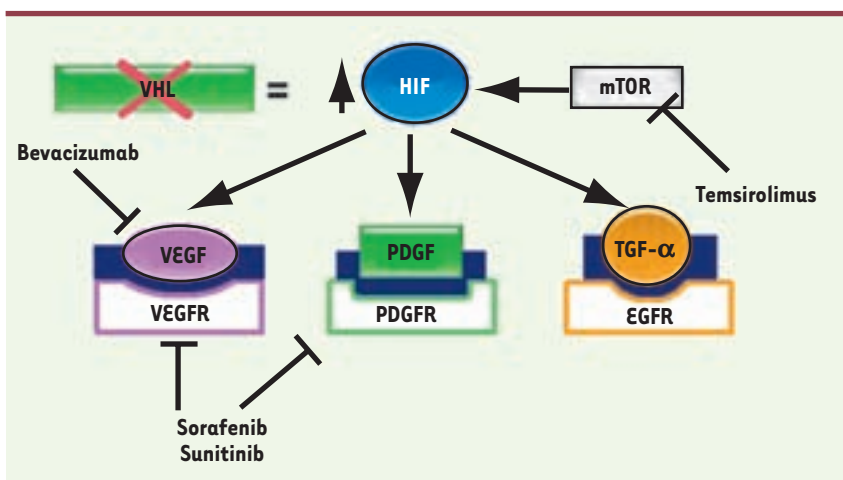 VHL
=
HIF
mTOR
Bevacizumab
Temsirolimus
VEGF
PDGF
TGF-α
VEGFR
PDGFR
EGFR
Sorafenib
Sunitinib